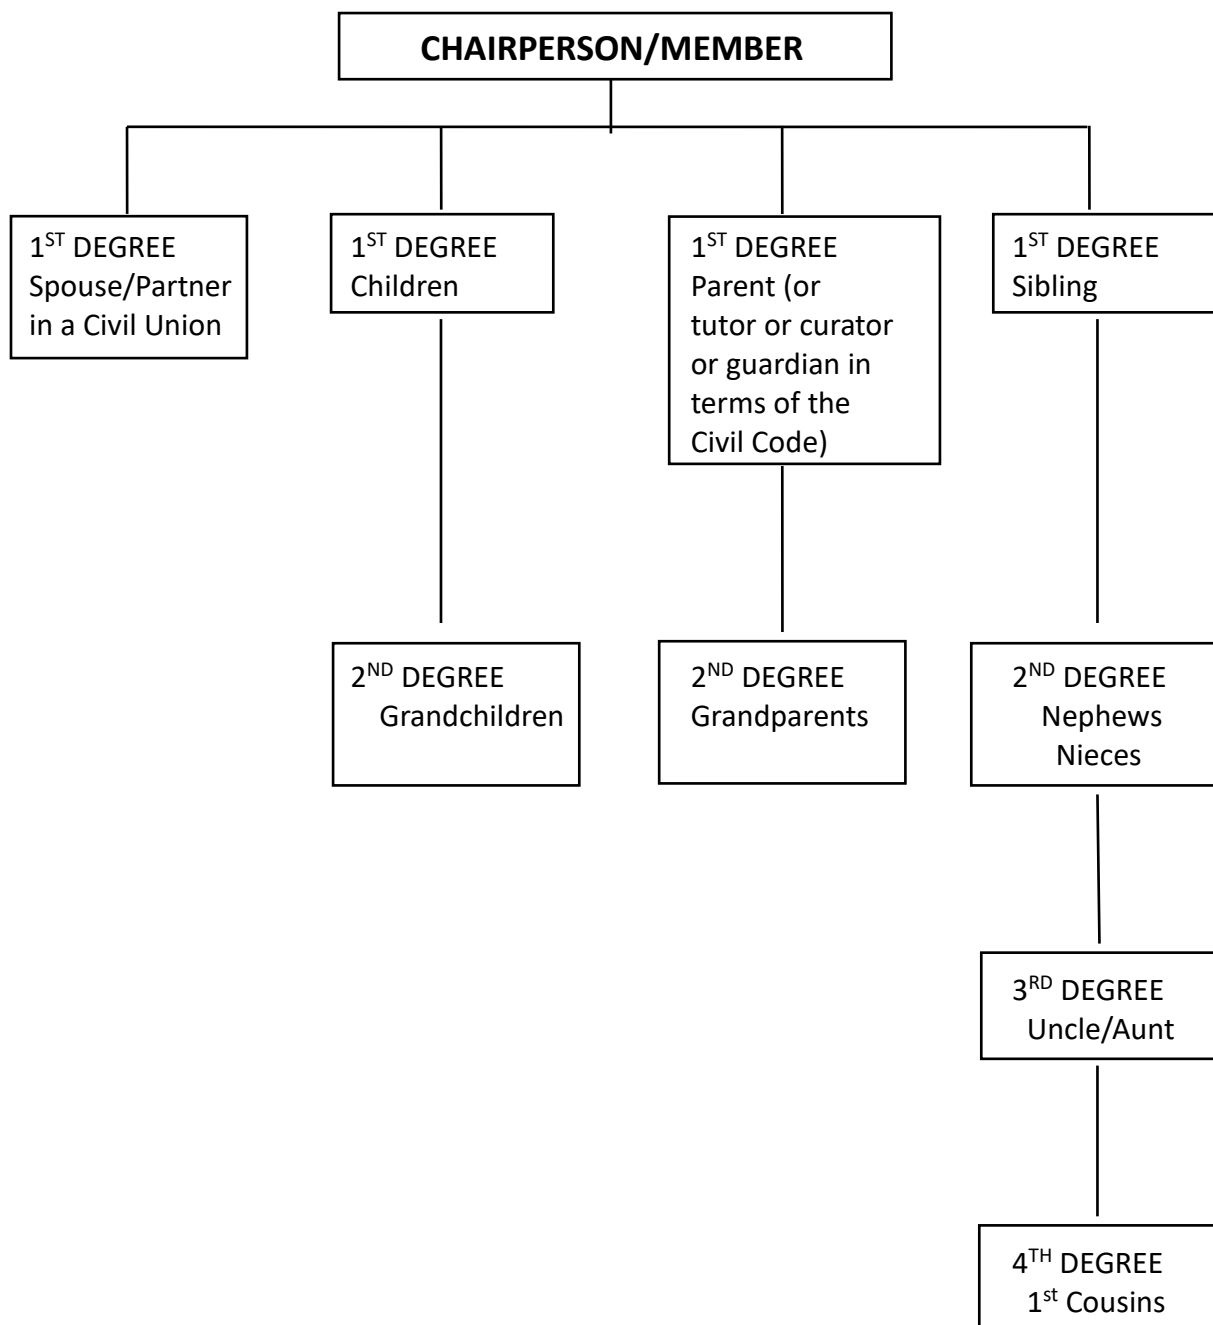 CHAIRPERSON/MEMBER
1ST DEGREE
Spouse/Partner
in a Civil Union
1ST DEGREE
Children
1ST DEGREE
Parent (or
tutor or curator
or guardian in
terms of the
Civil Code)
1ST DEGREE
Sibling
2ND DEGREE
Grandchildren
2ND DEGREE
Grandparents
2ND DEGREE
Nephews
Nieces
3RD DEGREE
Uncle/Aunt
4TH DEGREE
1st Cousins